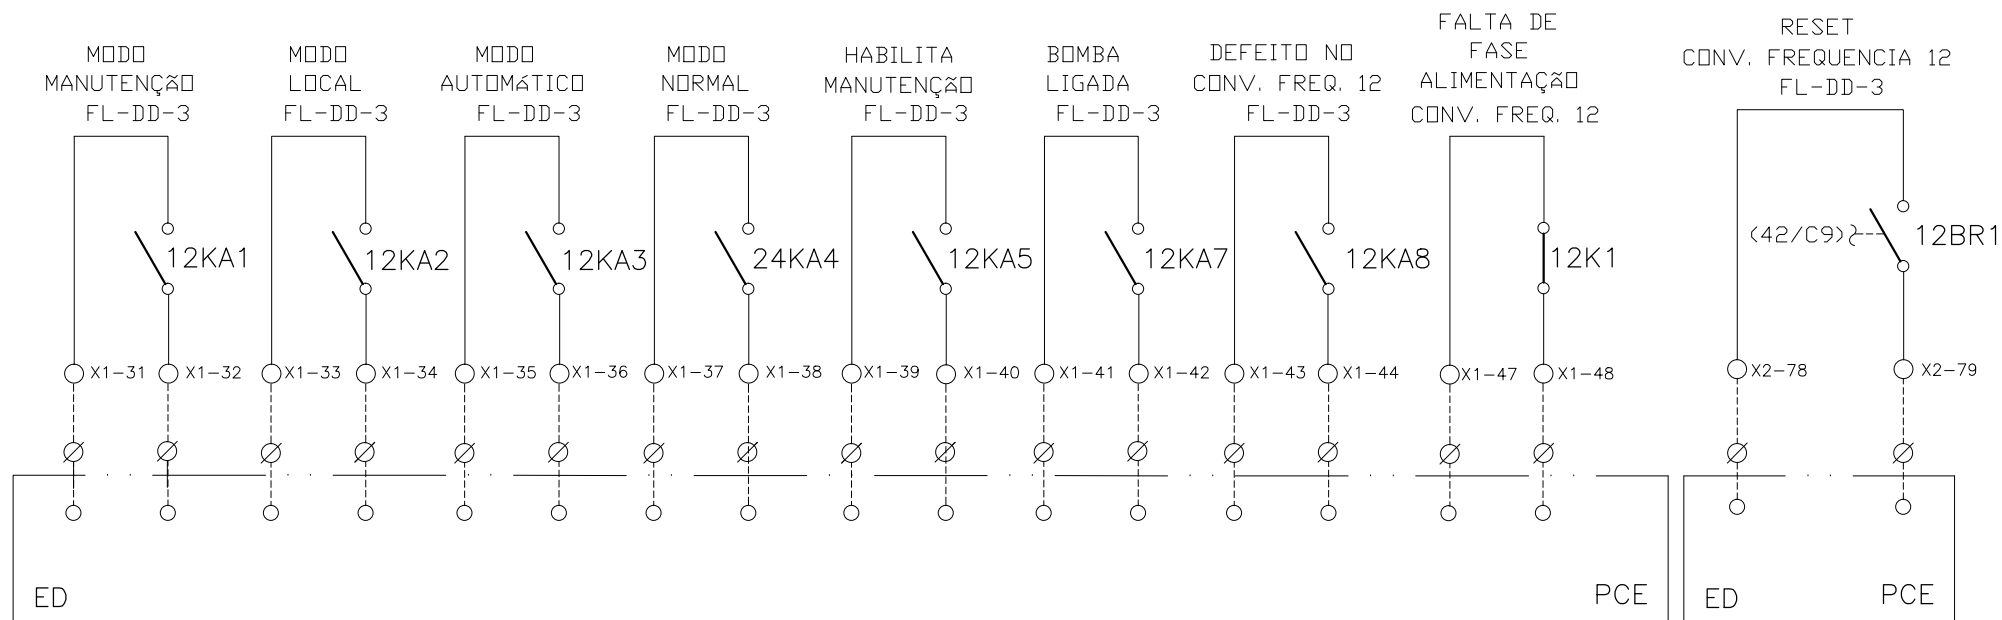 MODO
MANUTENÇÃO
FL-DD-3
MODO
LOCAL
FL-DD-3
MODO
AUTOMÁTICO
FL-DD-3
MODO
NORMAL
FL-DD-3
HABILITA
MANUTENÇÃO
FL-DD-3
BOMBA
LIGADA
FL-DD-3
DEFEITO NO
CONV. FREQ. 12
FL-DD-3
FALTA DE
FASE
ALIMENTAÇÃO
CONV. FREQ. 12
RESET
CONV. FREQUENCIA 12
FL-DD-3
12KA1
12KA2
12KA3
24KA4
12KA5
12KA7
12KA8
12K1
(42/C9)
12BR1
X1-31
X1-32
X1-33
X1-34
X1-35
X1-36
X1-37
X1-38
X1-39
X1-40
X1-41
X1-42
X1-43
X1-44
X1-47
X1-48
X2-78
X2-79
ED
PCE
ED
PCE